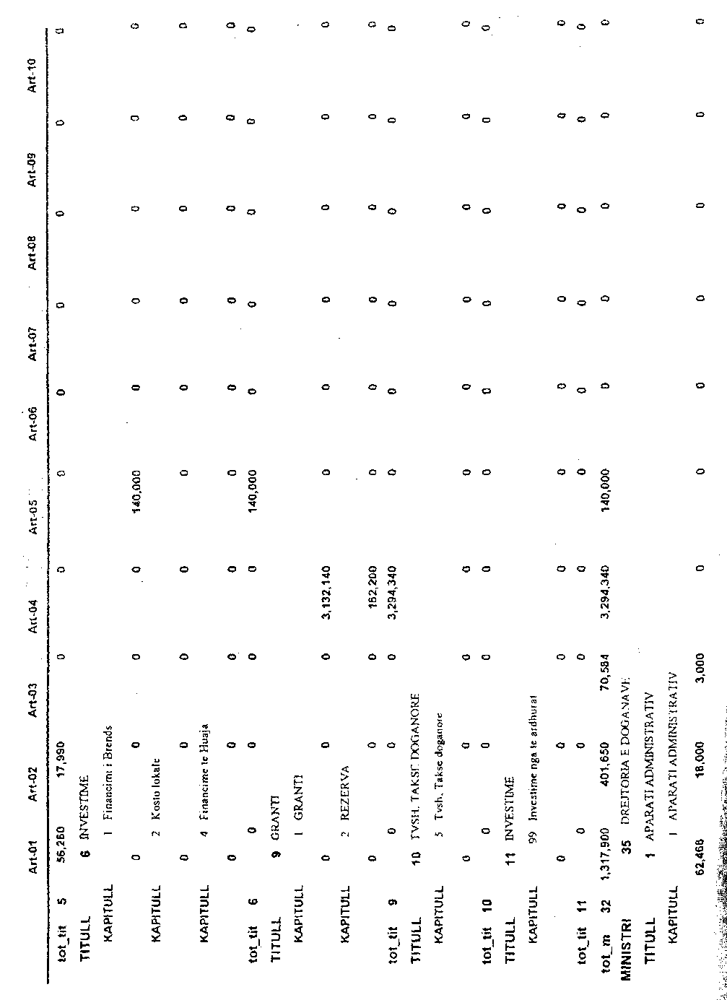 Art-01 Art-02 Art-03 Art-04 Art-05 Art-06 Art-07 Art-08 Art-09 Art-10
tot_tit 5 56,260 17,990 0 0 0 0 0 0 0 0
TITULL 6 INVESTIME
KAPITULL 1 Financimi i Brends
0 0 0 0 140,000 0 0 0 0 0
KAPITULL 2 Kosto lokale
0 0 0 0 0 0 0 0 0 0
KAPITULL 4 Financime te Huaja
0 0 0 0 0 0 0 0 0 0
tot_tit 6 0 0 0 0 140,000 0 0 0 0 0
TITULL 9 GRANTI
KAPITULL 1 GRANTI
0 0 0 3,132,140 0 0 0 0 0 0
KAPITULL 2 REZERVA
0 0 0 162,200 0 0 0 0 0 0
tot_tit 9 0 0 0 3,294,340 0 0 0 0 0 0
TITULL 10 TVSH, TAKSE DOGANORE
KAPITULL 5 Tvsh, Takse doganore
0 0 0 0 0 0 0 0 0 0
tot_tit 10 0 0 0 0 0 0 0 0 0 0
TITULL 11 INVESTIME
KAPITULL 99 Investime nga te ardhurat
0 0 0 0 0 0 0 0 0 0
tot_tit 11 0 0 0 0 0 0 0 0 0 0
tot_m 32 1,317,900 401,650 70,584 3,294,340 140,000 0 0 0 0 0
MINISTRI 35 DREJTORIA E DOGANAVE
TITULL 1 APARATI ADMINISTRATIV
KAPITULL 1 APARATI ADMINISTRATIV
62,468 18,000 3,000 0 0 0 0 0 0 0